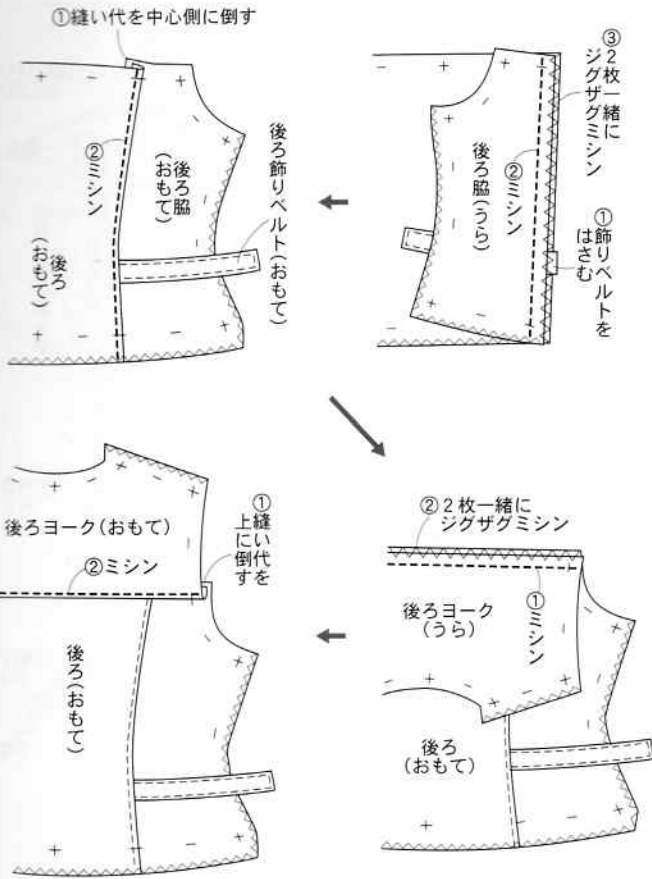 ③2枚一緒に
ジグザグミシン
①飾りベルトを
はさむ
②ミシン
後ろ脇(うら)
①縫い代を中心側に倒す
②ミシン
後ろ脇
(おもて)
後ろ飾りベルト(おもて)
後ろ
(おもて)
②2枚一緒に
ジグザグミシン
①ミシン
後ろヨーク
(うら)
後ろ
(おもて)
後ろヨーク(おもて)
①縫い代を
上に倒す
②ミシン
後ろ(おもて)